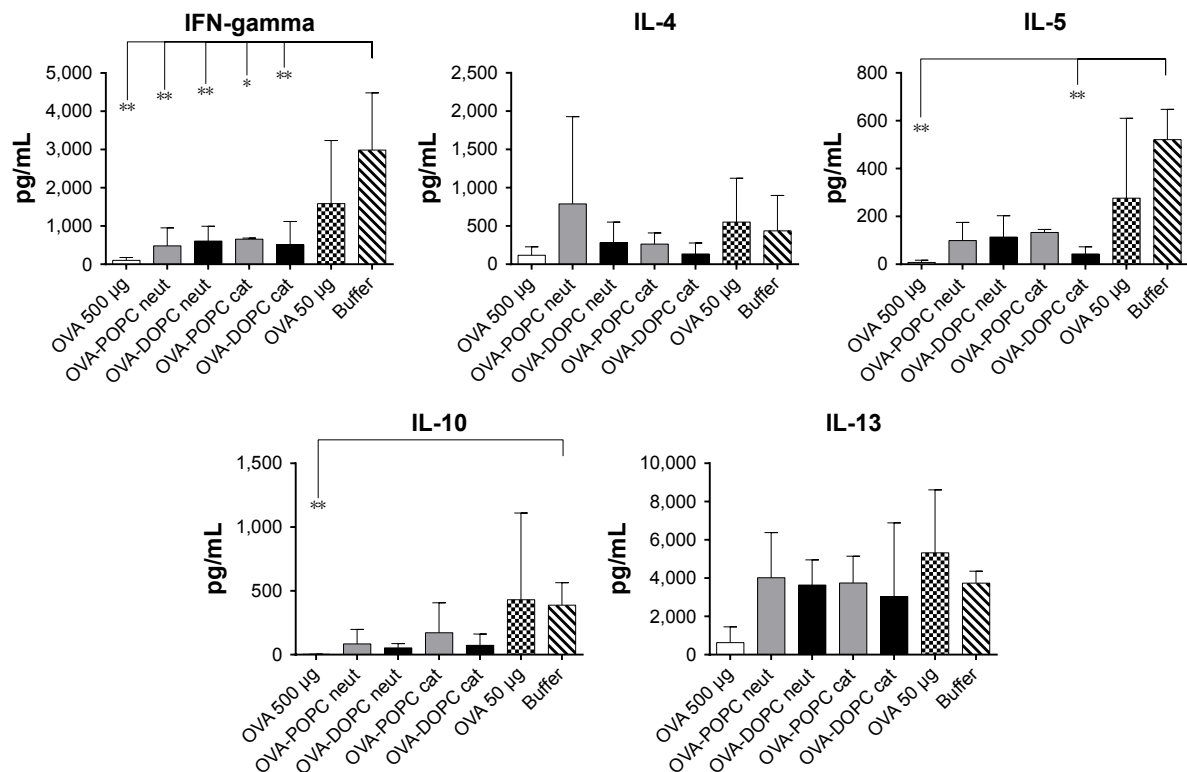 IFN-gamma
pg/mL
5,000
4,000
3,000
2,000
1,000
0
**
**
**
*
**
OVA 500 µg
OVA-POPC neut
OVA-DOPC neut
OVA-POPC cat
OVA-DOPC cat
OVA 50 µg
Buffer
IL-4
pg/mL
2,500
2,000
1,500
1,000
500
0
OVA 500 µg
OVA-POPC neut
OVA-DOPC neut
OVA-POPC cat
OVA-DOPC cat
OVA 50 µg
Buffer
IL-5
pg/mL
800
600
400
200
0
**
**
OVA 500 µg
OVA-POPC neut
OVA-DOPC neut
OVA-POPC cat
OVA-DOPC cat
OVA 50 µg
Buffer
IL-10
pg/mL
1,500
1,000
500
0
**
OVA 500 µg
OVA-POPC neut
OVA-DOPC neut
OVA-POPC cat
OVA-DOPC cat
OVA 50 µg
Buffer
IL-13
pg/mL
10,000
8,000
6,000
4,000
2,000
0
OVA 500 µg
OVA-POPC neut
OVA-DOPC neut
OVA-POPC cat
OVA-DOPC cat
OVA 50 µg
Buffer